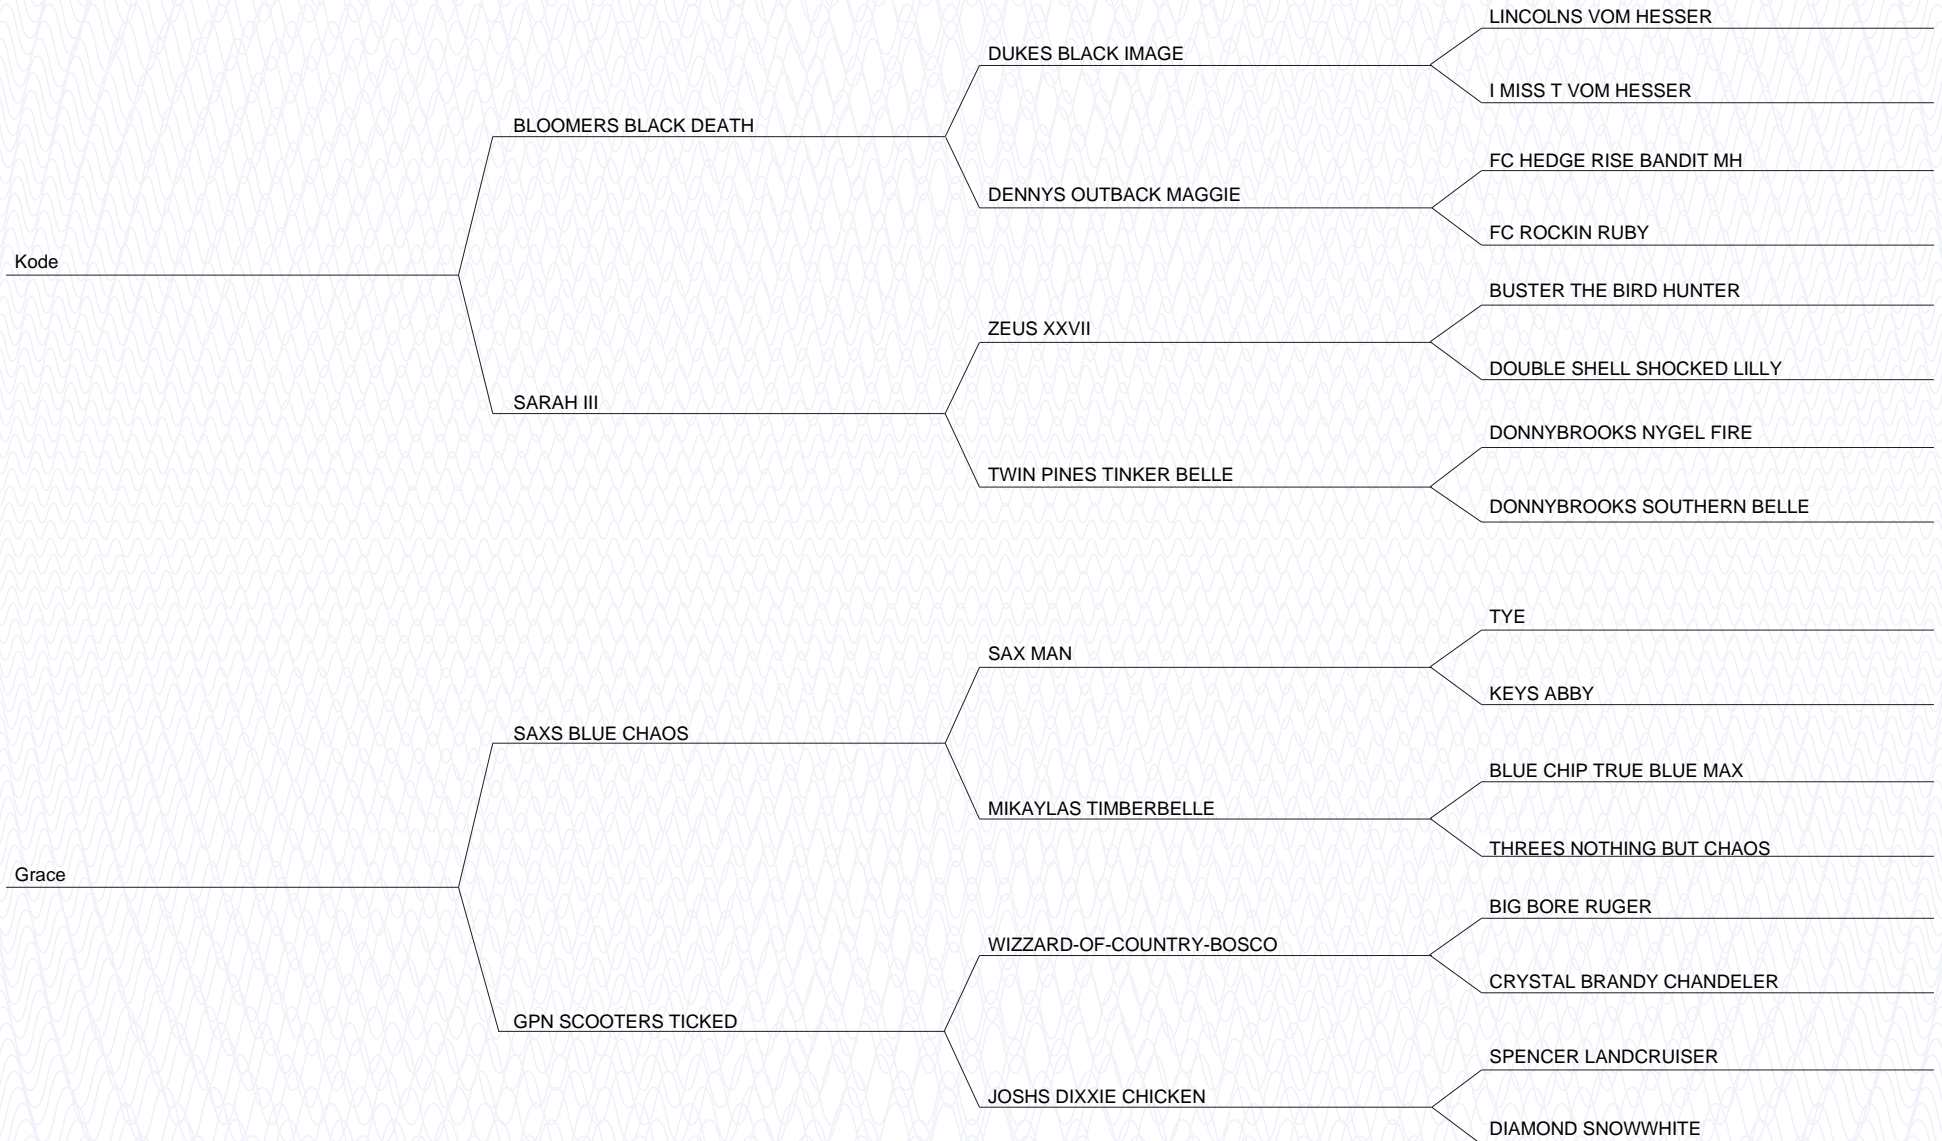 LINCOLNS VOM HESSER
DUKES BLACK IMAGE
I MISS T VOM HESSER
BLOOMERS BLACK DEATH
FC HEDGE RISE BANDIT MH
DENNYS OUTBACK MAGGIE
FC ROCKIN RUBY
Kode
BUSTER THE BIRD HUNTER
ZEUS XXVII
DOUBLE SHELL SHOCKED LILLY
SARAH III
DONNYBROOKS NYGEL FIRE
TWIN PINES TINKER BELLE
DONNYBROOKS SOUTHERN BELLE
TYE
SAX MAN
KEYS ABBY
SAXS BLUE CHAOS
BLUE CHIP TRUE BLUE MAX
MIKAYLAS TIMBERBELLE
THREES NOTHING BUT CHAOS
Grace
BIG BORE RUGER
WIZZARD-OF-COUNTRY-BOSCO
CRYSTAL BRANDY CHANDELER
GPN SCOOTERS TICKED
SPENCER LANDCRUISER
JOSHS DIXXIE CHICKEN
DIAMOND SNOWWHITE